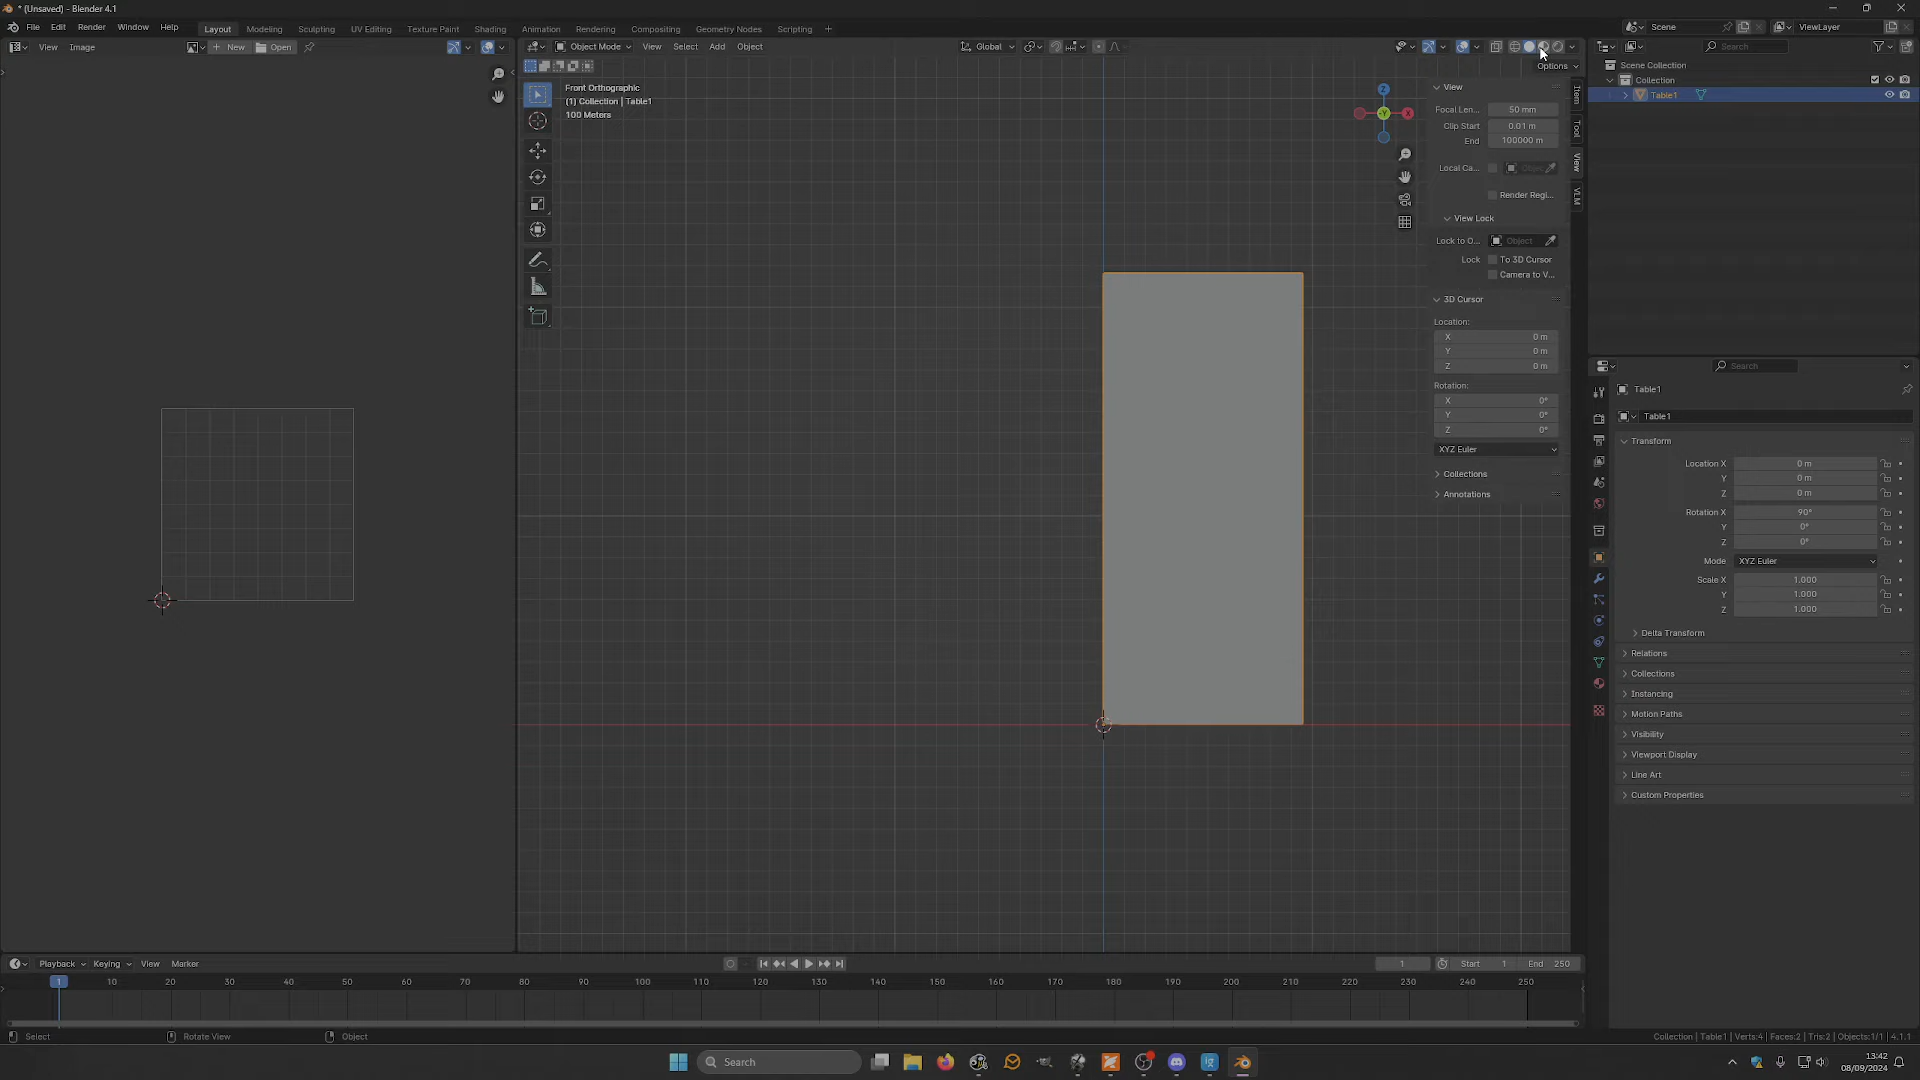 * (Unsaved) - Blender 4.1
File Edit Render Window Help Layout Modeling Sculpting UV Editing Texture Paint Shading Animation Rendering Compositing Geometry Nodes Scripting +
Scene ViewLayer
View Image New Open
Object Mode View Select Add Object Global
Search
Options
Front Orthographic
(1) Collection | Table1
100 Meters
Z
X
-Y
View
Focal Len... 50 mm
Clip Start 0.01 m
End 100000 m
Local Ca... Objec
Render Regi...
View Lock
Lock to O... Object
Lock To 3D Cursor
Camera to V...
3D Cursor
Location:
X 0 m
Y 0 m
Z 0 m
Rotation:
X 0°
Y 0°
Z 0°
XYZ Euler
Collections
Annotations
Item
Tool
View
VLM
Scene Collection
Collection
Table1
Search
Table1
Table1
Transform
Location X 0 m
Y 0 m
Z 0 m
Rotation X 90°
Y 0°
Z 0°
Mode XYZ Euler
Scale X 1.000
Y 1.000
Z 1.000
Delta Transform
Relations
Collections
Instancing
Motion Paths
Visibility
Viewport Display
Line Art
Custom Properties
Playback Keying View Marker
1 Start 1 End 250
1 10 20 30 40 50 60 70 80 90 100 110 120 130 140 150 160 170 180 190 200 210 220 230 240 250
Select Rotate View Object
Collection | Table1 | Verts:4 | Faces:2 | Tris:2 | Objects:1/1 | 4.1.1
Search
13:42
08/09/2024